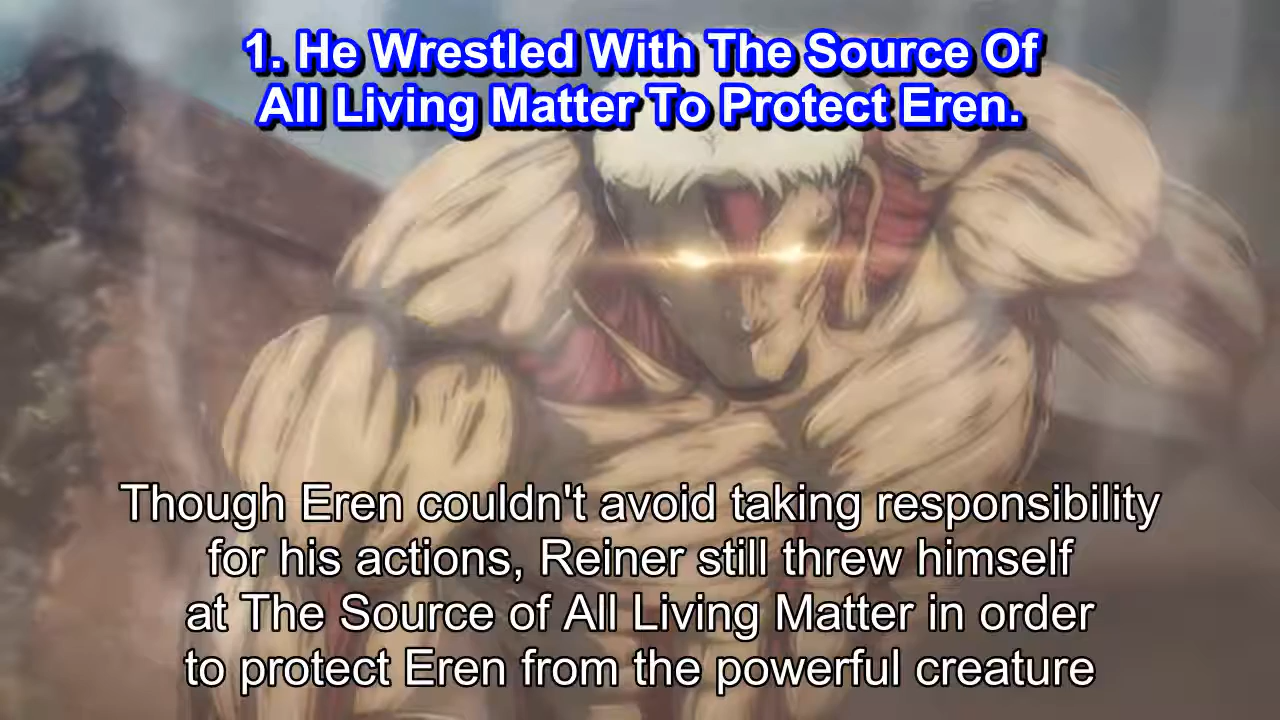 1. He Wrestled With The Source Of
All Living Matter To Protect Eren.
Though Eren couldn't avoid taking responsibility
for his actions, Reiner still threw himself
at The Source of All Living Matter in order
to protect Eren from the powerful creature